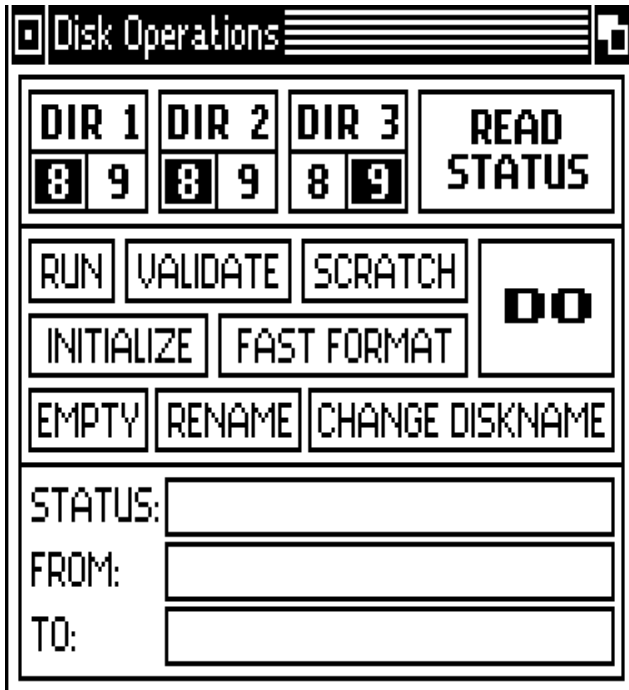 Disk Operations
DIR 1 DIR 2 DIR 3 READ STATUS
8 9 8 9 8 9
RUN VALIDATE SCRATCH DO
INITIALIZE FAST FORMAT
EMPTY RENAME CHANGE DISKNAME
STATUS:
FROM:
TO: